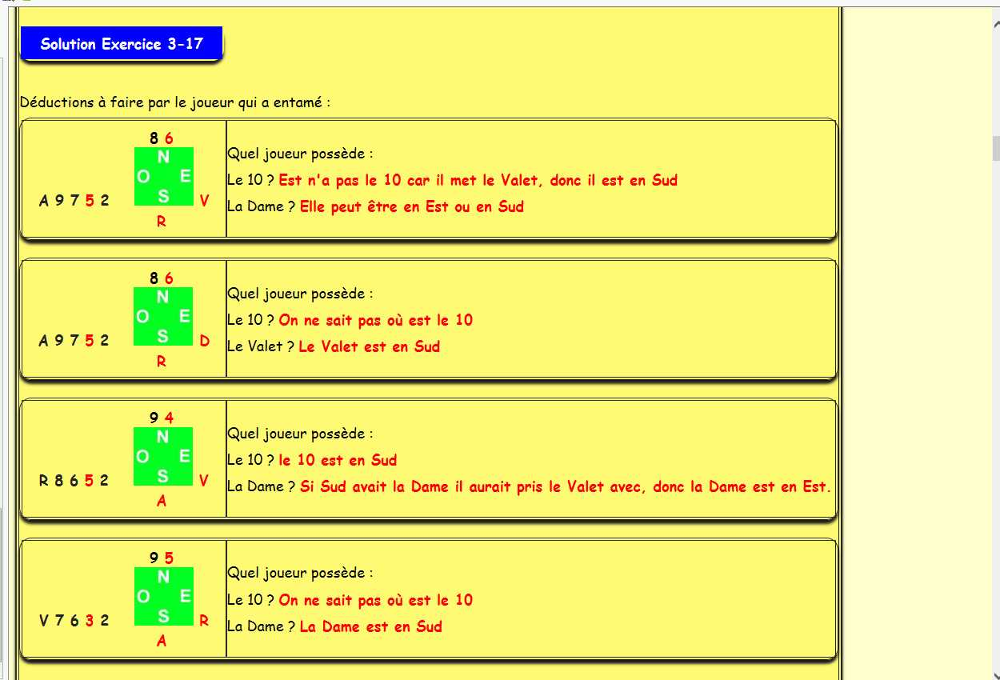 Solution Exercice 3-17
Déductions à faire par le joueur qui a entamé :
8 6
N
O E
S
A 9 7 5 2
V
R
Quel joueur possède :
Le 10 ? Est n'a pas le 10 car il met le Valet, donc il est en Sud
La Dame ? Elle peut être en Est ou en Sud
8 6
N
O E
S
A 9 7 5 2
D
R
Quel joueur possède :
Le 10 ? On ne sait pas où est le 10
Le Valet ? Le Valet est en Sud
9 4
N
O E
S
R 8 6 5 2
V
A
Quel joueur possède :
Le 10 ? le 10 est en Sud
La Dame ? Si Sud avait la Dame il aurait pris le Valet avec, donc la Dame est en Est.
9 5
N
O E
S
V 7 6 3 2
R
A
Quel joueur possède :
Le 10 ? On ne sait pas où est le 10
La Dame ? La Dame est en Sud